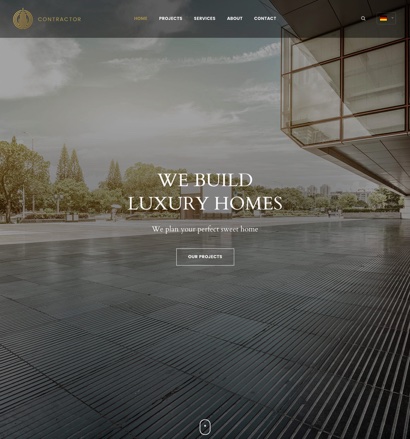 CONTRACTOR
HOME PROJECTS SERVICES ABOUT CONTACT
WE BUILD
LUXURY HOMES
We plan your perfect sweet home
OUR PROJECTS